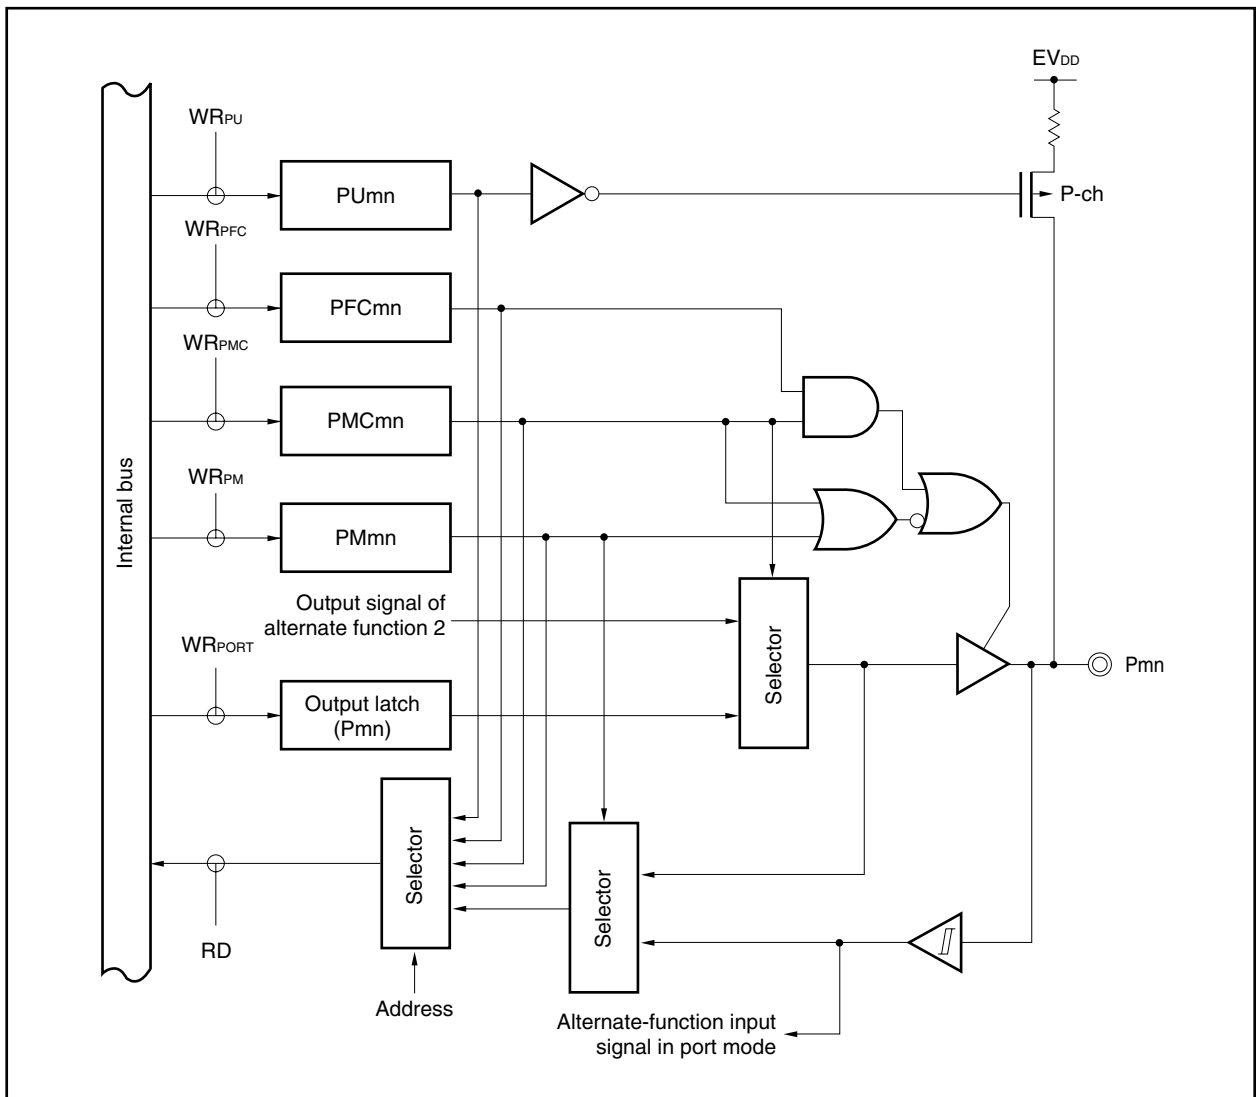 EVDD
WRPU
PUmn
P-ch
WRPFC
PFCmn
WRPMC
PMCmn
WRPM
PMmn
Internal bus
Output signal of
alternate function 2
WRPORT
Output latch
(Pmn)
Selector
Pmn
Selector
Selector
RD
Address
Alternate-function input
signal in port mode